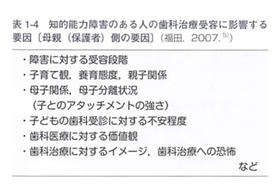 表 1-4　知的能力障害のある人の歯科治療受容に影響する
要因［母親（保護者）側の要因］（福田，2007.5)）
・障害に対する受容段階
・子育て観，養育態度，親子関係
・母子関係，母子分離状況
（子とのアタッチメントの強さ）
・子どもの歯科受診に対する不安程度
・歯科医療に対する価値観
・歯科治療に対するイメージ，歯科治療への恐怖
など